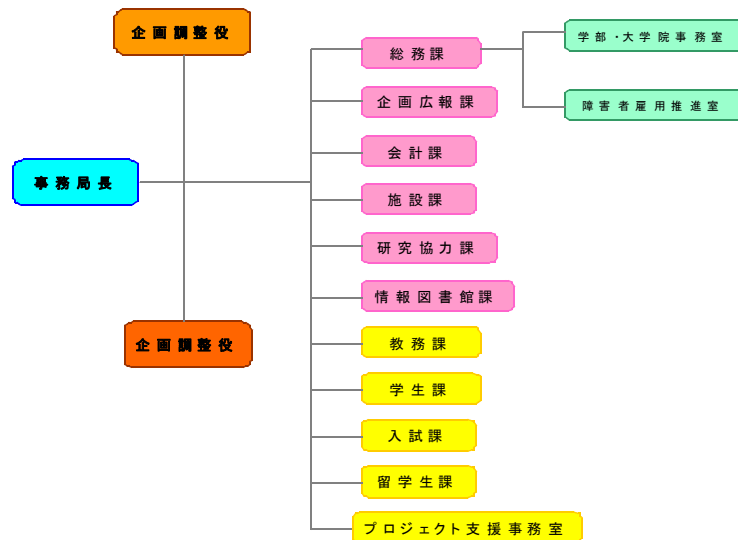 企画調整役
事務局長
企画調整役
総務課
企画広報課
会計課
施設課
研究協力課
情報図書館課
教務課
学生課
入試課
留学生課
プロジェクト支援事務室
学部・大学院事務室
障害者雇用推進室